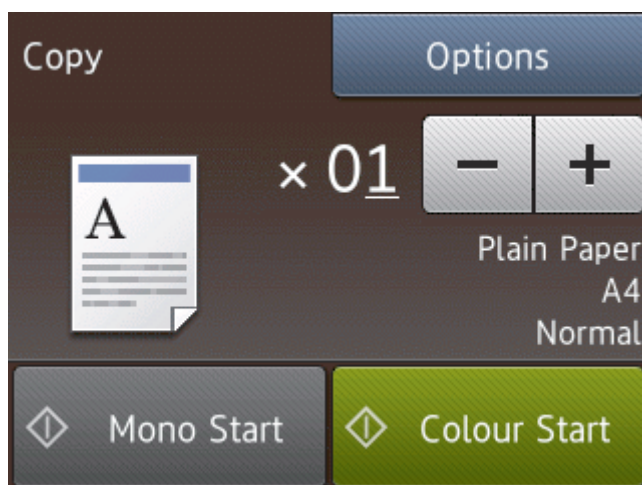 Copy
Options
× 01
− +
A
Plain Paper
A4
Normal
Mono Start
Colour Start